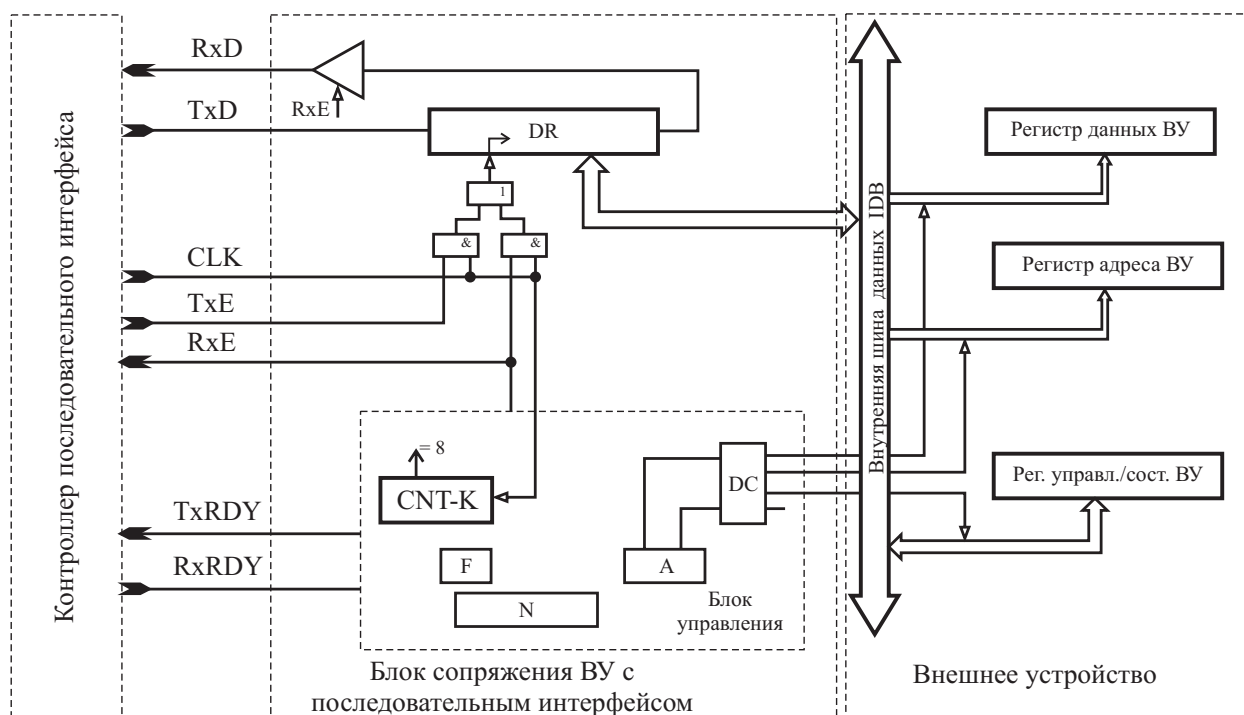 Контроллер последовательного интерфейса
RxD
RxE
TxD
DR
1
&
&
CLK
TxE
RxE
= 8
CNT-K
TxRDY
RxRDY
F
N
A
DC
Блок
управления
Блок сопряжения ВУ с
последовательным интерфейсом
Внутренняя шина данных IDB
Регистр данных ВУ
Регистр адреса ВУ
Рег. управл./сост. ВУ
Внешнее устройство